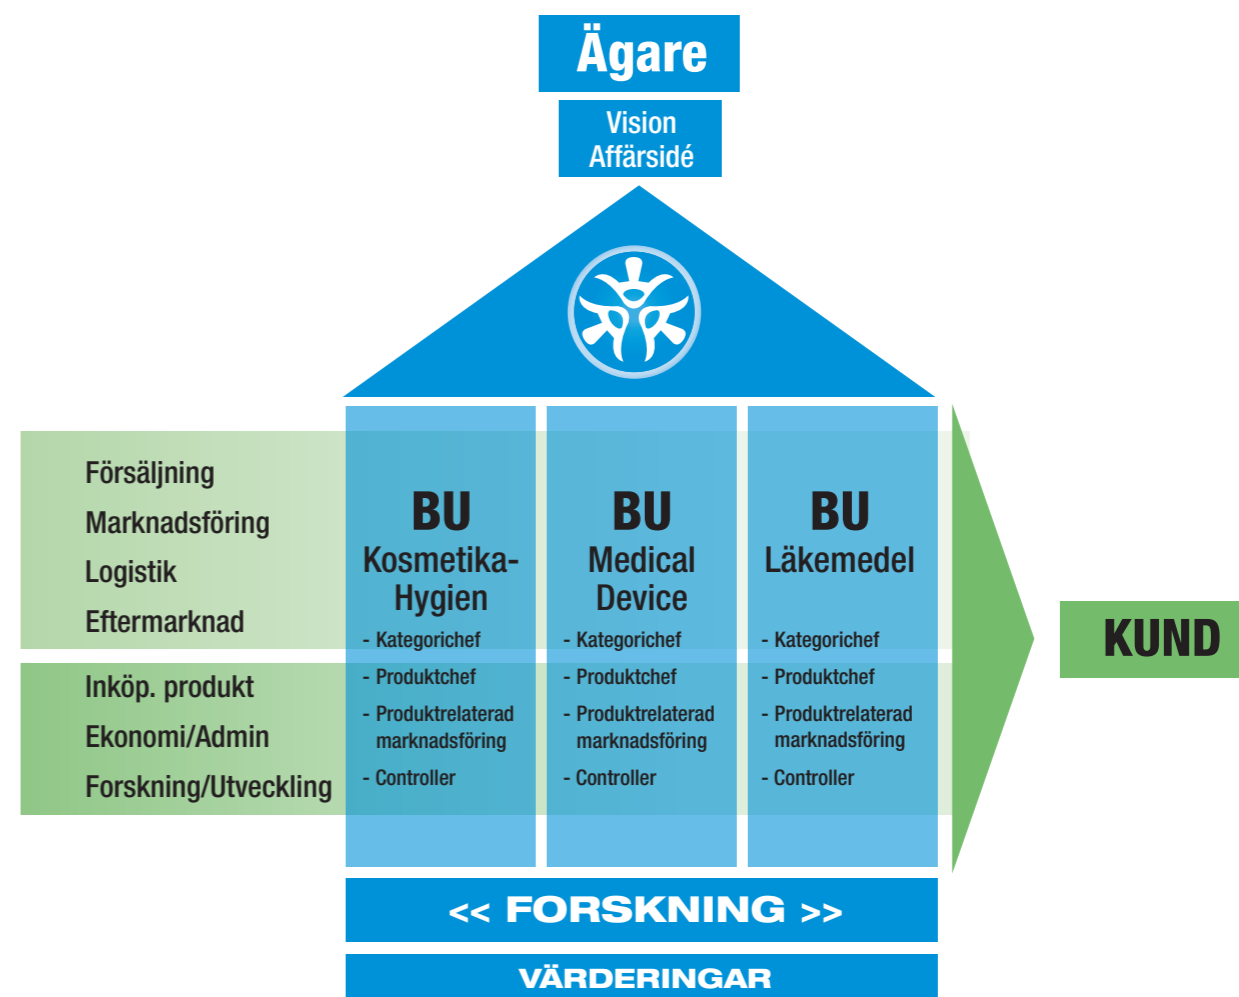 Ägare
Vision
Affärsidé
Försäljning
Marknadsföring
Logistik
Eftermarknad
Inköp. produkt
Ekonomi/Admin
Forskning/Utveckling
BU
Kosmetika-
Hygien
- Kategorichef
- Produktchef
- Produktrelaterad
marknadsföring
- Controller
BU
Medical
Device
- Kategorichef
- Produktchef
- Produktrelaterad
marknadsföring
- Controller
BU
Läkemedel
- Kategorichef
- Produktchef
- Produktrelaterad
marknadsföring
- Controller
KUND
<< FORSKNING >>
VÄRDERINGAR